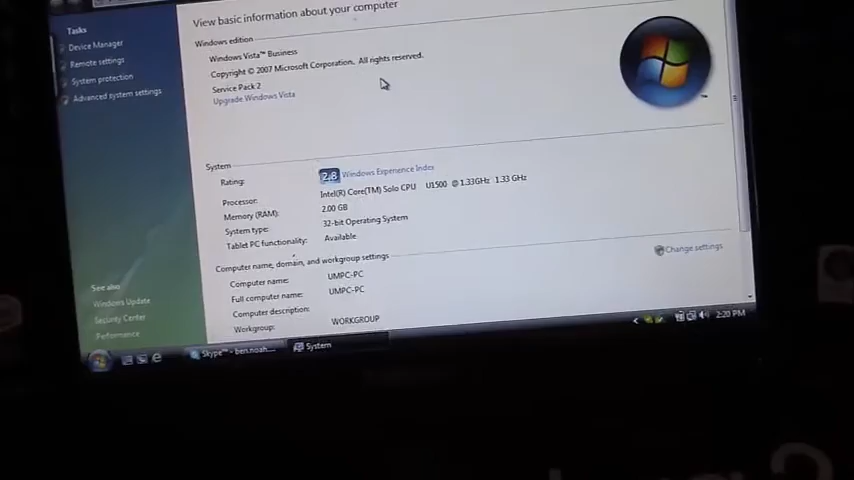 View basic information about your computer
Tasks
Device Manager
Remote settings
System protection
Advanced system settings
Windows edition
Windows Vista™ Business
Copyright © 2007 Microsoft Corporation. All rights reserved.
Service Pack 2
Upgrade Windows Vista
System
Rating: 2.8 Windows Experience Index
Processor: Intel(R) Core(TM) Solo CPU U1500 @ 1.33GHz 1.33 GHz
Memory (RAM): 2.00 GB
System type: 32-bit Operating System
Tablet PC functionality: Available
Computer name, domain, and workgroup settings
Computer name: UMPC-PC
Change settings
Full computer name: UMPC-PC
Computer description:
Workgroup: WORKGROUP
See also
Windows Update
Security Center
Performance
Skype™ - ben.noah...
System
2:20 PM